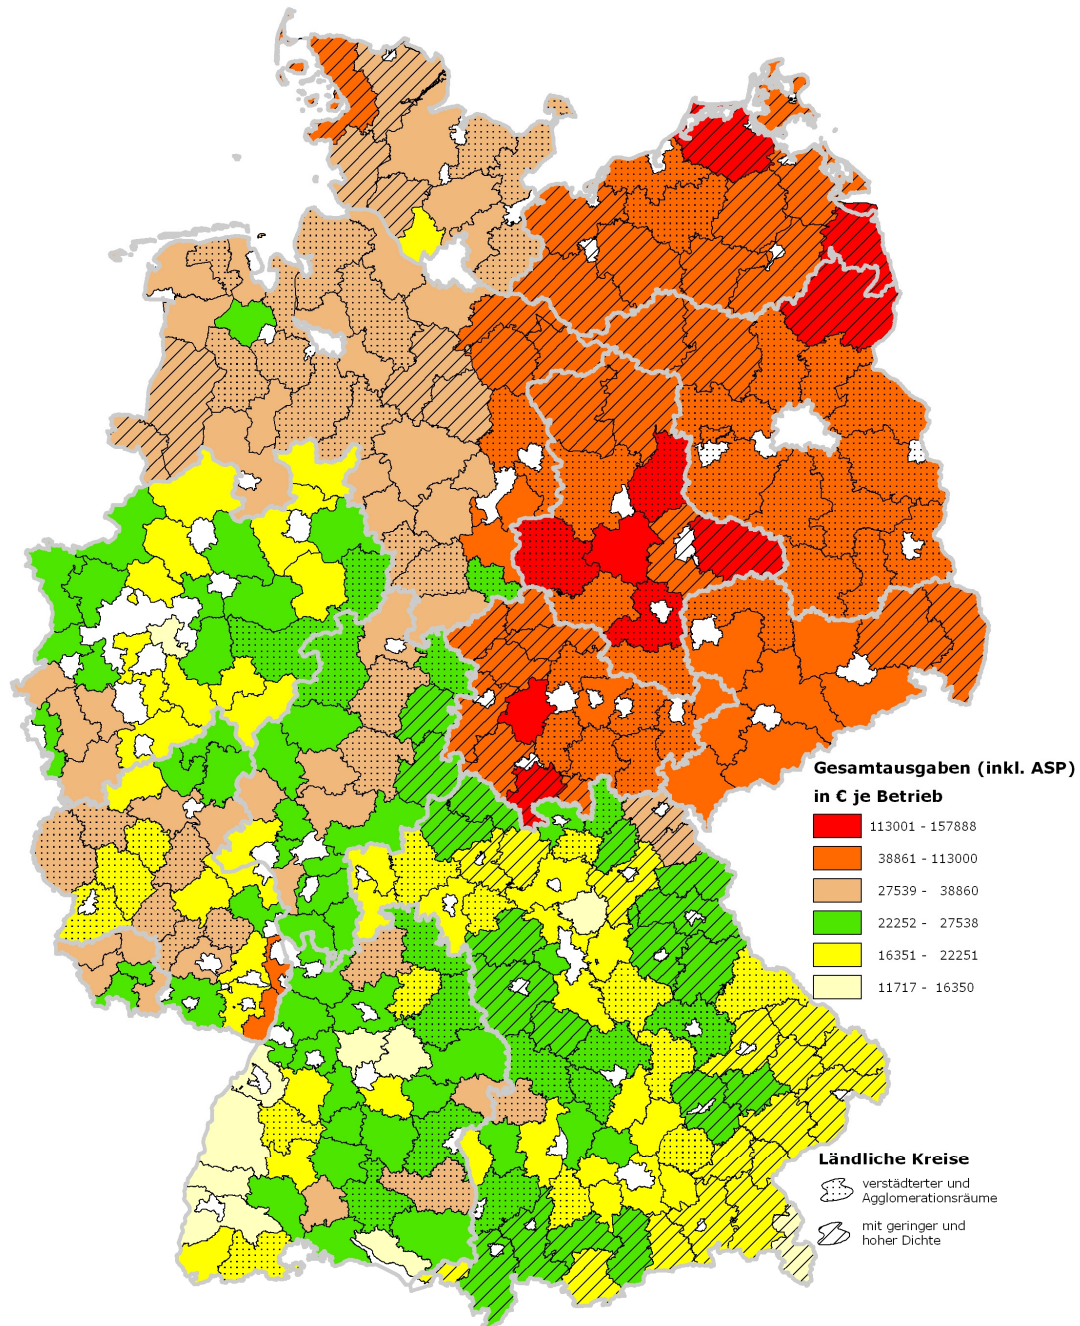 Gesamtausgaben (inkl. ASP)
in € je Betrieb
113001 - 157888
38861 - 113000
27539 - 38860
22252 - 27538
16351 - 22251
11717 - 16350
Ländliche Kreise
verstädterter und
Agglomerationsräume
mit geringer und
hoher Dichte